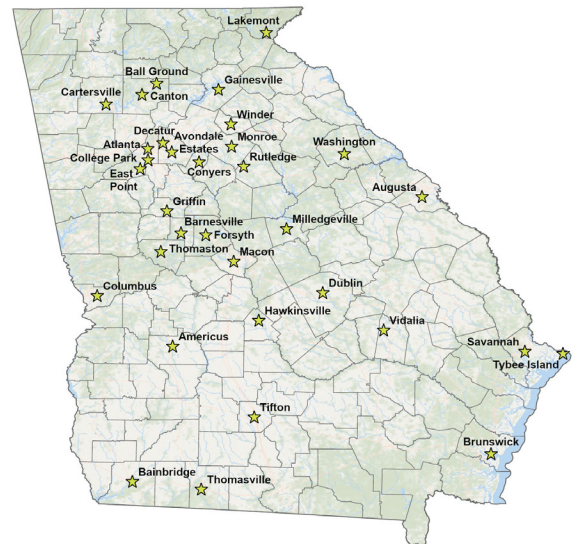 Lakemont
Ball Ground
Gainesville
Cartersville
Canton
Winder
Decatur
Avondale
Estates
Monroe
Washington
Atlanta
College Park
Rutledge
East
Point
Conyers
Augusta
Griffin
Barnesville
Milledgeville
Forsyth
Thomaston
Macon
Columbus
Dublin
Hawkinsville
Vidalia
Americus
Savannah
Tybee Island
Tifton
Brunswick
Bainbridge
Thomasville